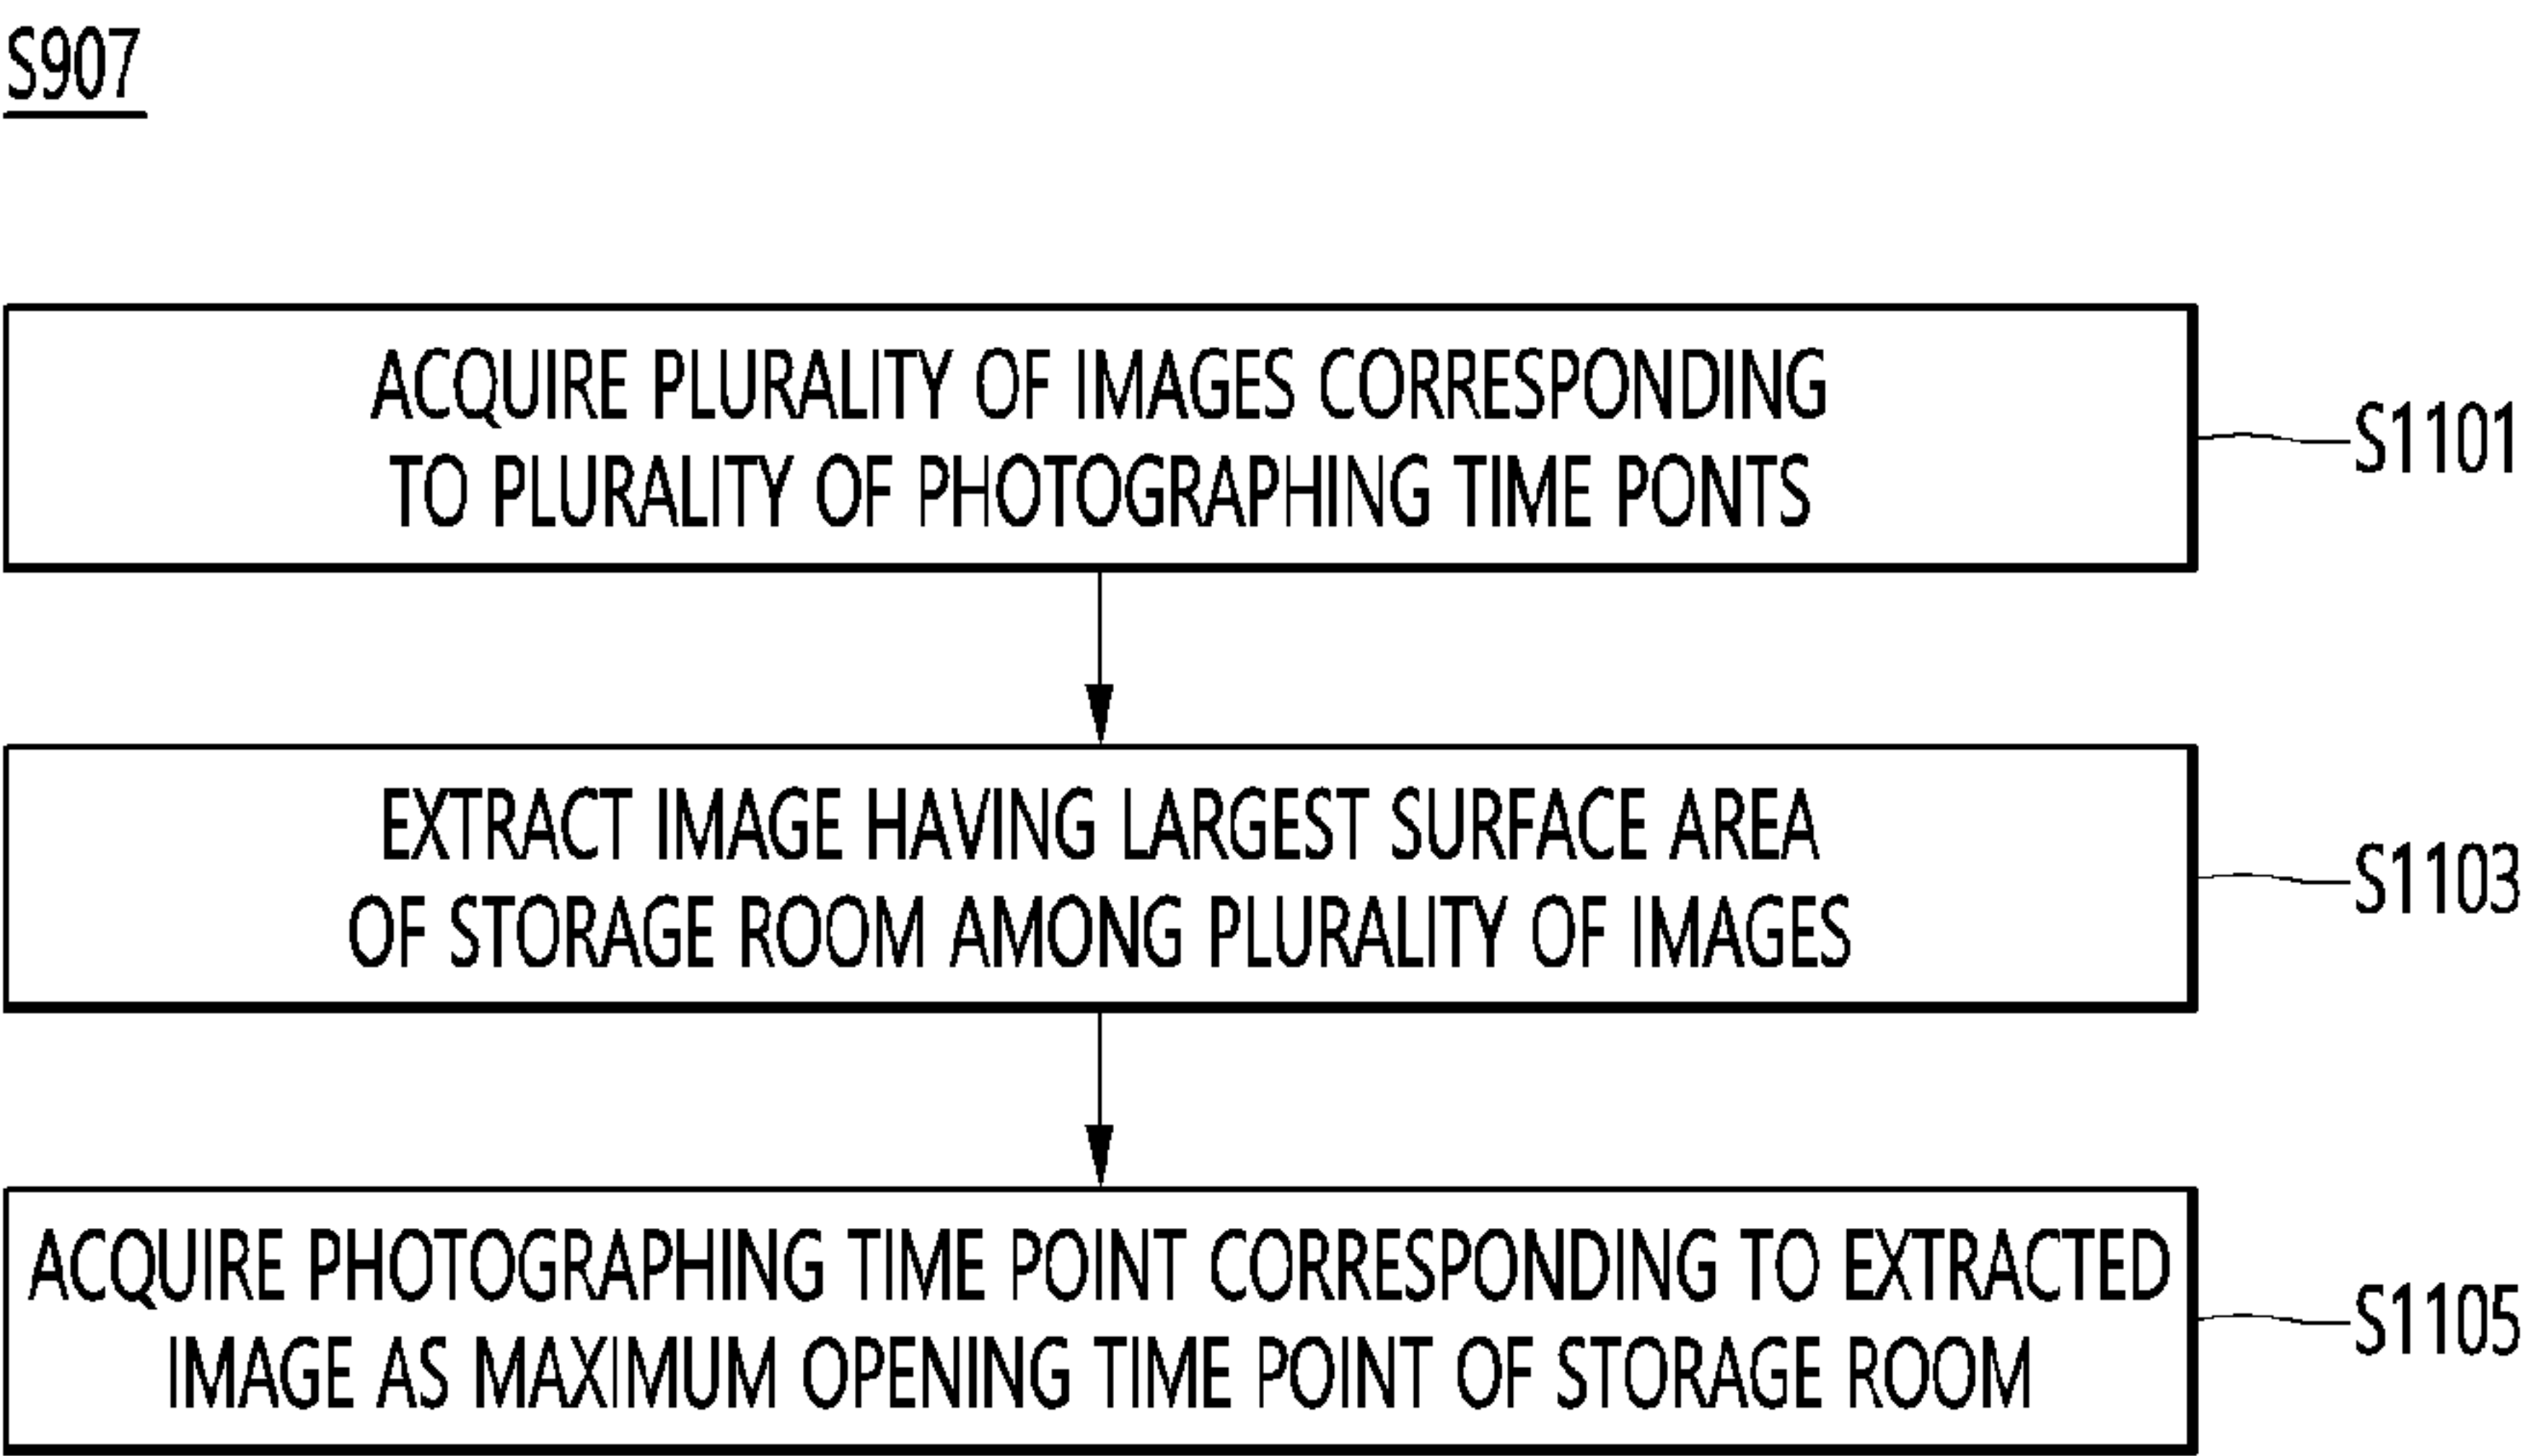 S907
ACQUIRE PLURALITY OF IMAGES CORRESPONDING
TO PLURALITY OF PHOTOGRAPHING TIME PONTS
S1101
EXTRACT IMAGE HAVING LARGEST SURFACE AREA
OF STORAGE ROOM AMONG PLURALITY OF IMAGES
S1103
ACQUIRE PHOTOGRAPHING TIME POINT CORRESPONDING TO EXTRACTED
IMAGE AS MAXIMUM OPENING TIME POINT OF STORAGE ROOM
S1105